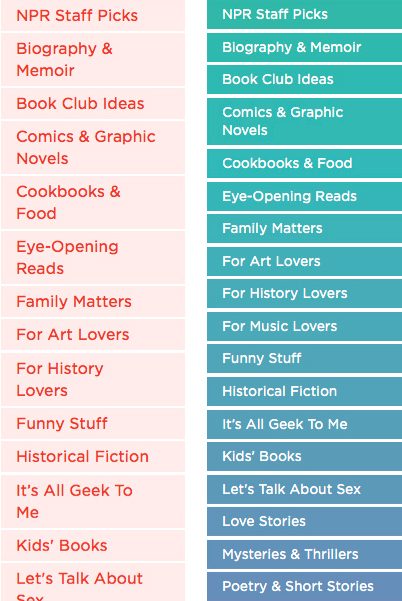 NPR Staff Picks
Biography &
Memoir
Book Club Ideas
Comics & Graphic
Novels
Cookbooks &
Food
Eye-Opening
Reads
Family Matters
For Art Lovers
For History
Lovers
Funny Stuff
Historical Fiction
It's All Geek To
Me
Kids' Books
Let's Talk About
Sex
NPR Staff Picks
Biography & Memoir
Book Club Ideas
Comics & Graphic
Novels
Cookbooks & Food
Eye-Opening Reads
Family Matters
For Art Lovers
For History Lovers
For Music Lovers
Funny Stuff
Historical Fiction
It's All Geek To Me
Kids' Books
Let's Talk About Sex
Love Stories
Mysteries & Thrillers
Poetry & Short Stories